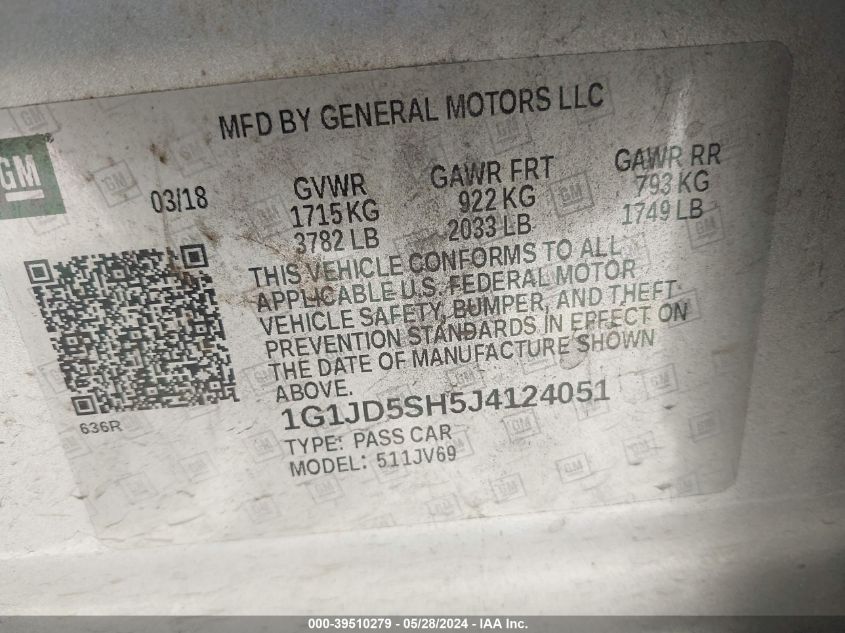 MFD BY GENERAL MOTORS LLC
GM
03/18
GVWR
1715 KG
3782 LB
GAWR FRT
922 KG
2033 LB
GAWR RR
793 KG
1749 LB
THIS VEHICLE CONFORMS TO ALL
APPLICABLE U.S. FEDERAL MOTOR
VEHICLE SAFETY, BUMPER, AND THEFT
PREVENTION STANDARDS IN EFFECT ON
THE DATE OF MANUFACTURE SHOWN
ABOVE.
636R
1G1JD5SH5J4124051
TYPE: PASS CAR
MODEL: 511JV69
000-39510279 - 05/28/2024 - IAA Inc.